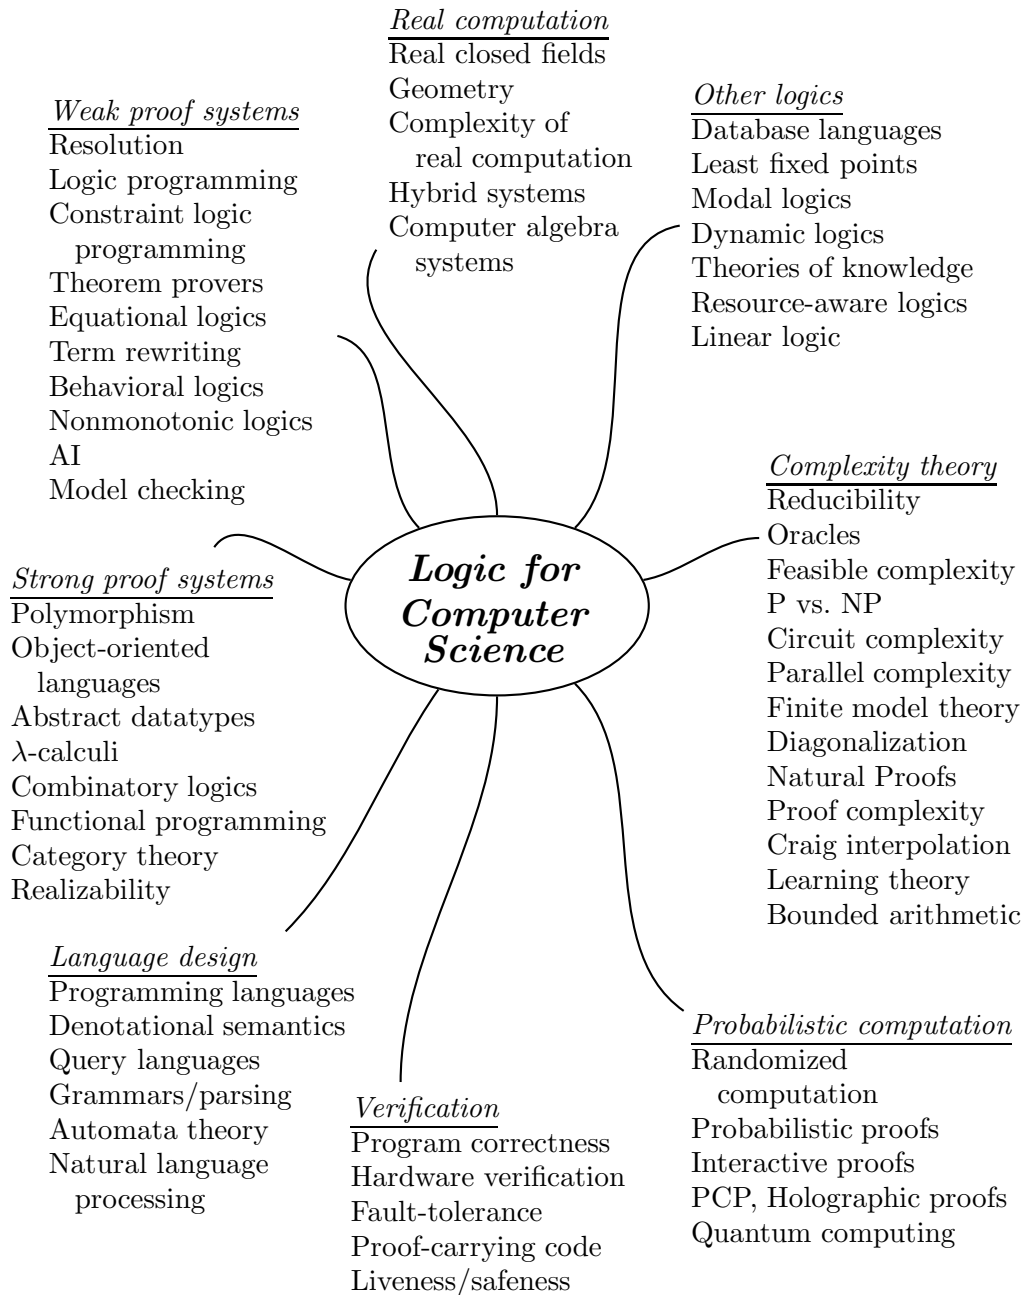 Real computation
Real closed fields
Geometry
Complexity of
real computation
Hybrid systems
Computer algebra
systems
Weak proof systems
Resolution
Logic programming
Constraint logic
programming
Theorem provers
Equational logics
Term rewriting
Behavioral logics
Nonmonotonic logics
AI
Model checking
Other logics
Database languages
Least fixed points
Modal logics
Dynamic logics
Theories of knowledge
Resource-aware logics
Linear logic
Logic for
Computer
Science
Complexity theory
Reducibility
Oracles
Feasible complexity
P vs. NP
Circuit complexity
Parallel complexity
Finite model theory
Diagonalization
Natural Proofs
Proof complexity
Craig interpolation
Learning theory
Bounded arithmetic
Strong proof systems
Polymorphism
Object-oriented
languages
Abstract datatypes
λ-calculi
Combinatory logics
Functional programming
Category theory
Realizability
Language design
Programming languages
Denotational semantics
Query languages
Grammars/parsing
Automata theory
Natural language
processing
Verification
Program correctness
Hardware verification
Fault-tolerance
Proof-carrying code
Liveness/safeness
Probabilistic computation
Randomized
computation
Probabilistic proofs
Interactive proofs
PCP, Holographic proofs
Quantum computing